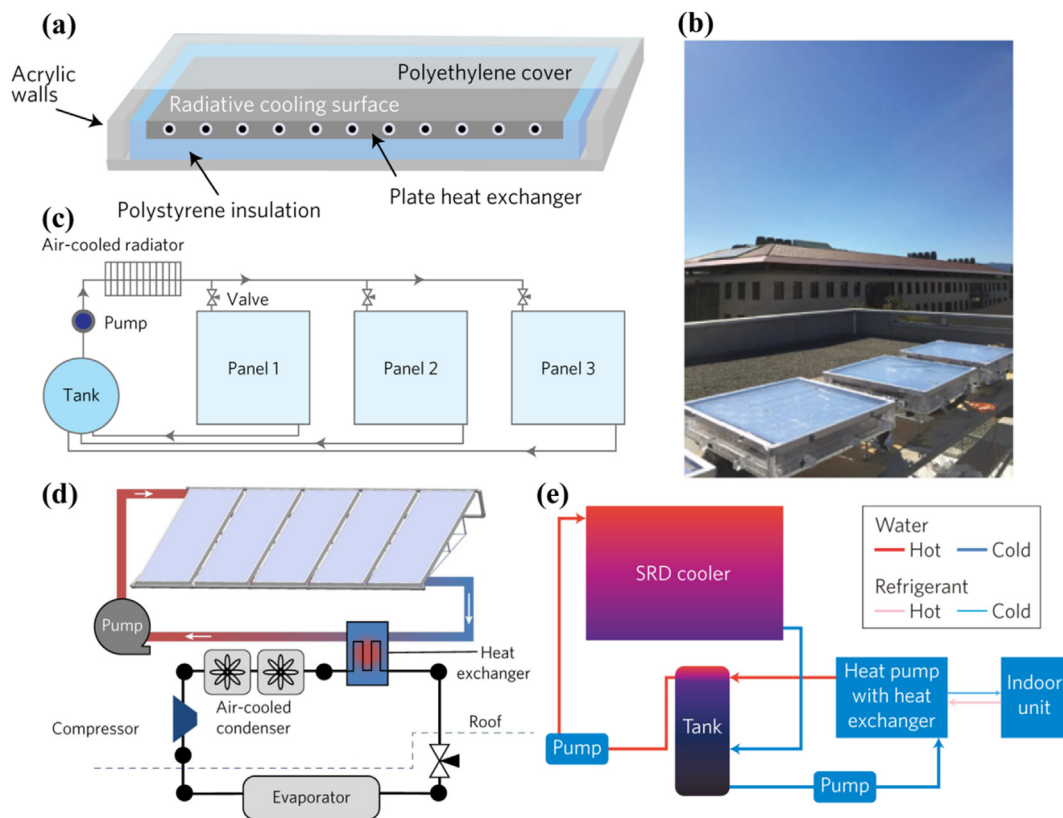 (a)
Acrylic
walls
Polyethylene cover
Radiative cooling surface
Polystyrene insulation
Plate heat exchanger
(b)
(c)
Air-cooled radiator
Valve
Pump
Tank
Panel 1
Panel 2
Panel 3
(d)
Pump
Heat
exchanger
Air-cooled
condenser
Compressor
Roof
Evaporator
(e)
SRD cooler
Water
Hot
Cold
Refrigerant
Hot
Cold
Tank
Heat pump
with heat
exchanger
Indoor
unit
Pump
Pump